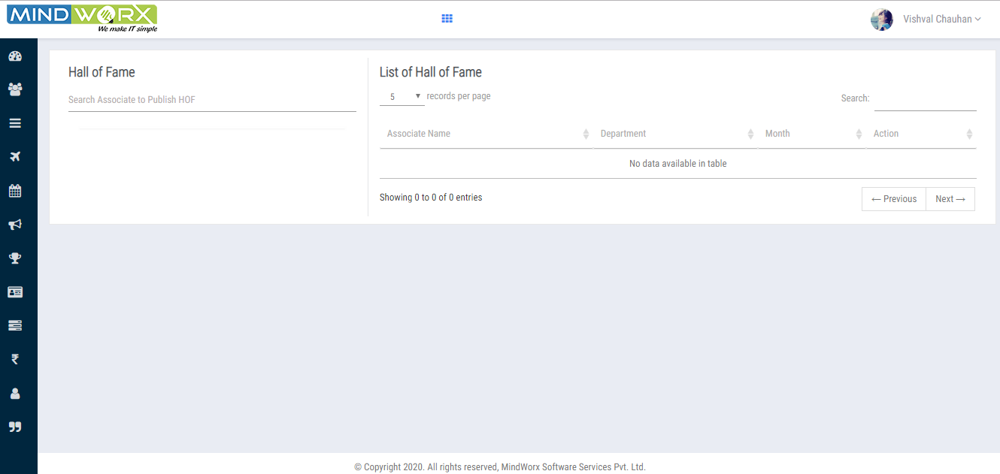 MINDWORX
We make IT simple
Vishval Chauhan
Hall of Fame
Search Associate to Publish HOF
List of Hall of Fame
5 records per page
Search:
Associate Name Department Month Action
No data available in table
Showing 0 to 0 of 0 entries
← Previous Next →
© Copyright 2020. All rights reserved, MindWorx Software Services Pvt. Ltd.